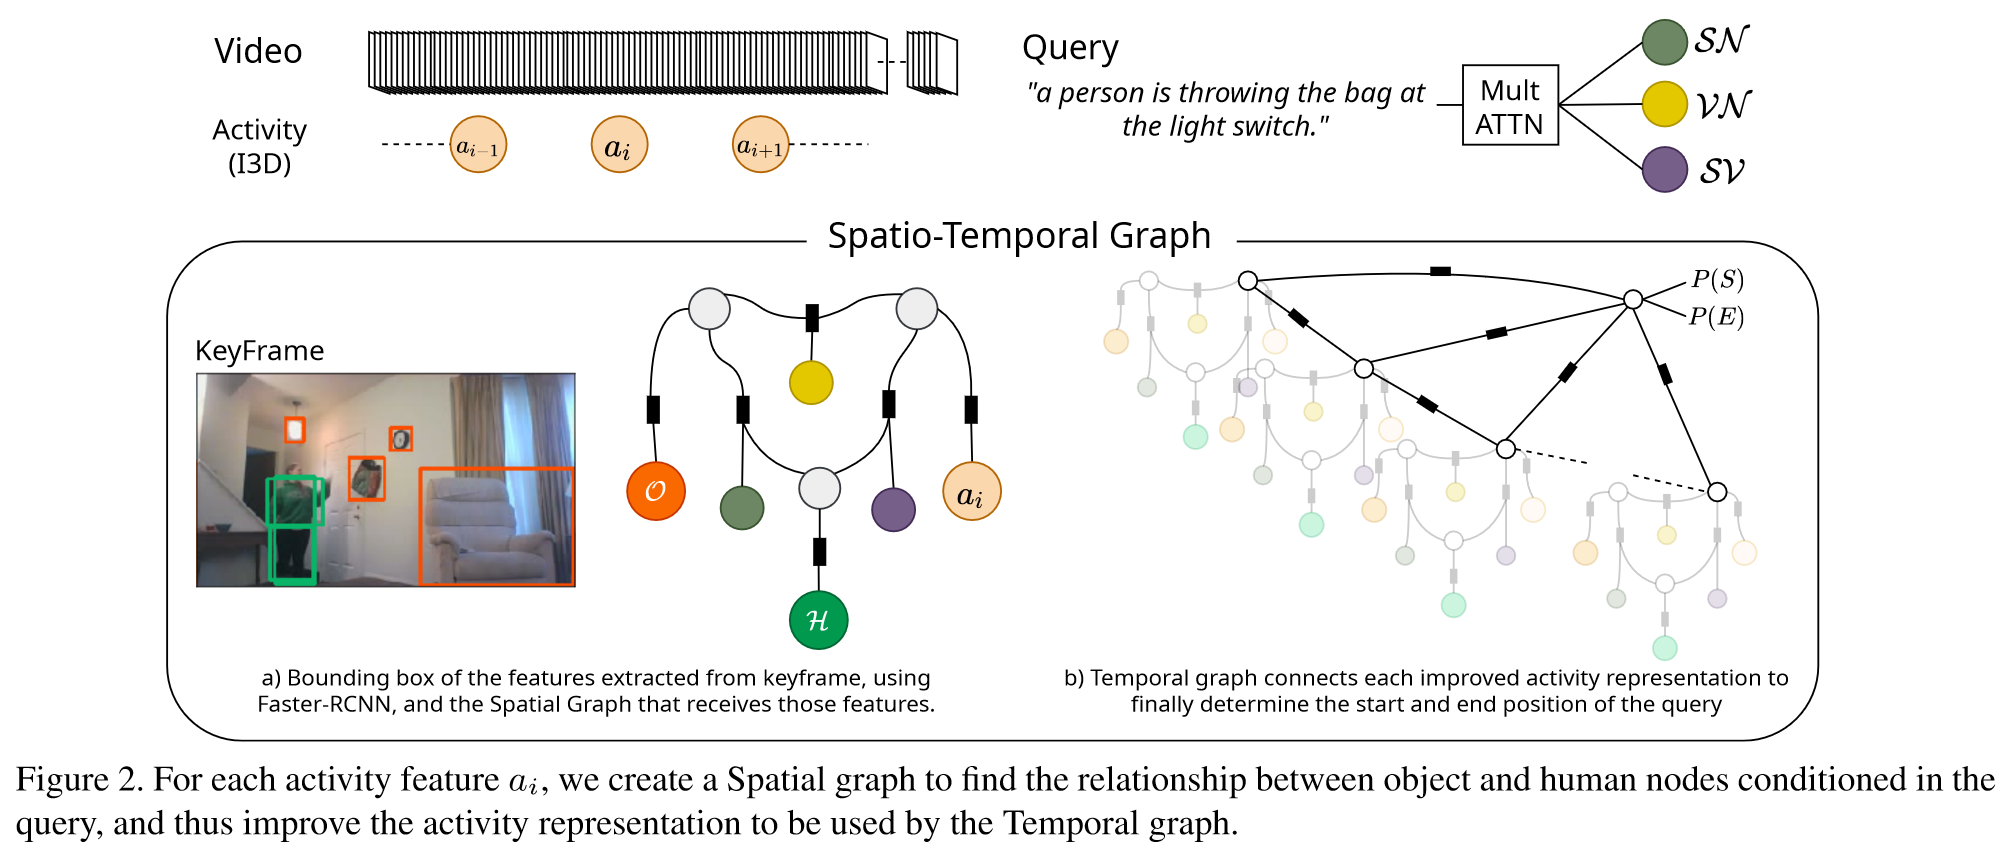 Video
Activity
(I3D)
a_{i-1}
a_i
a_{i+1}
Query
"a person is throwing the bag at
the light switch."
Mult
ATTN
𝒮𝒩
𝒱𝒩
𝒮𝒱
Spatio-Temporal Graph
KeyFrame
𝒪
ℋ
a_i
P(S)
P(E)
a) Bounding box of the features extracted from keyframe, using
Faster-RCNN, and the Spatial Graph that receives those features.
b) Temporal graph connects each improved activity representation to
finally determine the start and end position of the query
Figure 2. For each activity feature a_i, we create a Spatial graph to find the relationship between object and human nodes conditioned in the
query, and thus improve the activity representation to be used by the Temporal graph.